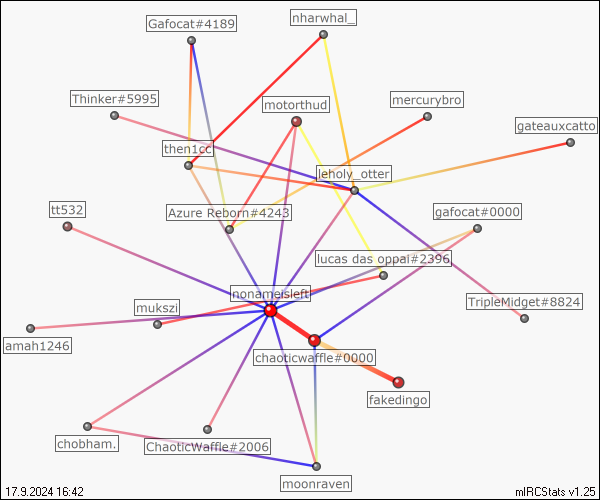 nharwhal_
Gafocat#4189
Thinker#5995
motorthud
mercurybro
gateauxcatto
then1cc
leholy_otter
tt532
Azure Reborn#4243
gafocat#0000
lucas das oppai#2396
nonameisleft
mukszi
TripleMidget#8824
amah1246
chaoticwaffle#0000
fakedingo
chobham.
ChaoticWaffle#2006
moonraven
17.9.2024 16:42
mIRCStats v1.25